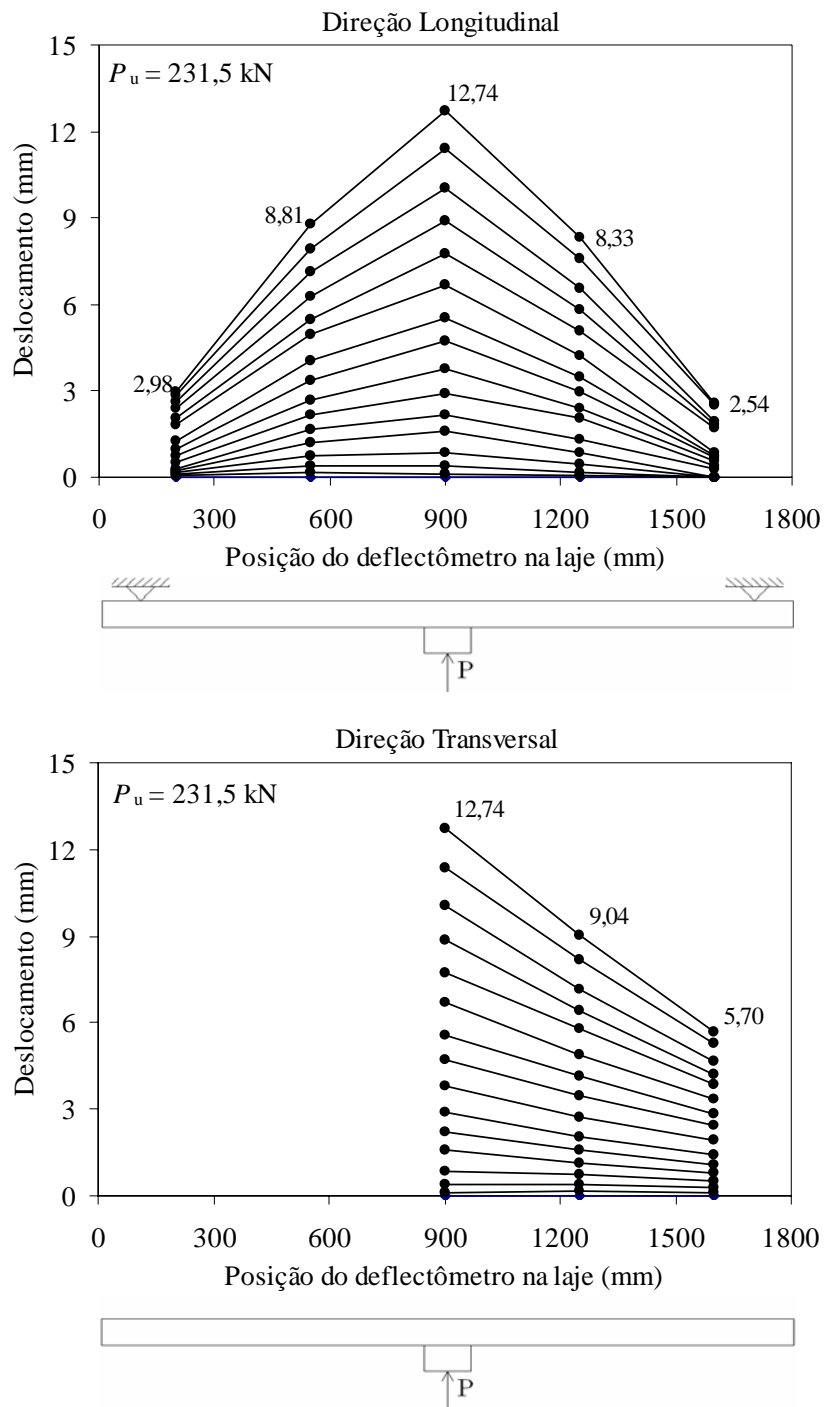 Direção Longitudinal
15
12
9
6
3
0
Deslocamento (mm)
P u = 231,5 kN
12,74
8,81
8,33
2,98
2,54
0 300 600 900 1200 1500 1800
Posição do deflectômetro na laje (mm)
P
Direção Transversal
15
12
9
6
3
0
Deslocamento (mm)
P u = 231,5 kN
12,74
9,04
5,70
0 300 600 900 1200 1500 1800
Posição do deflectômetro na laje (mm)
P